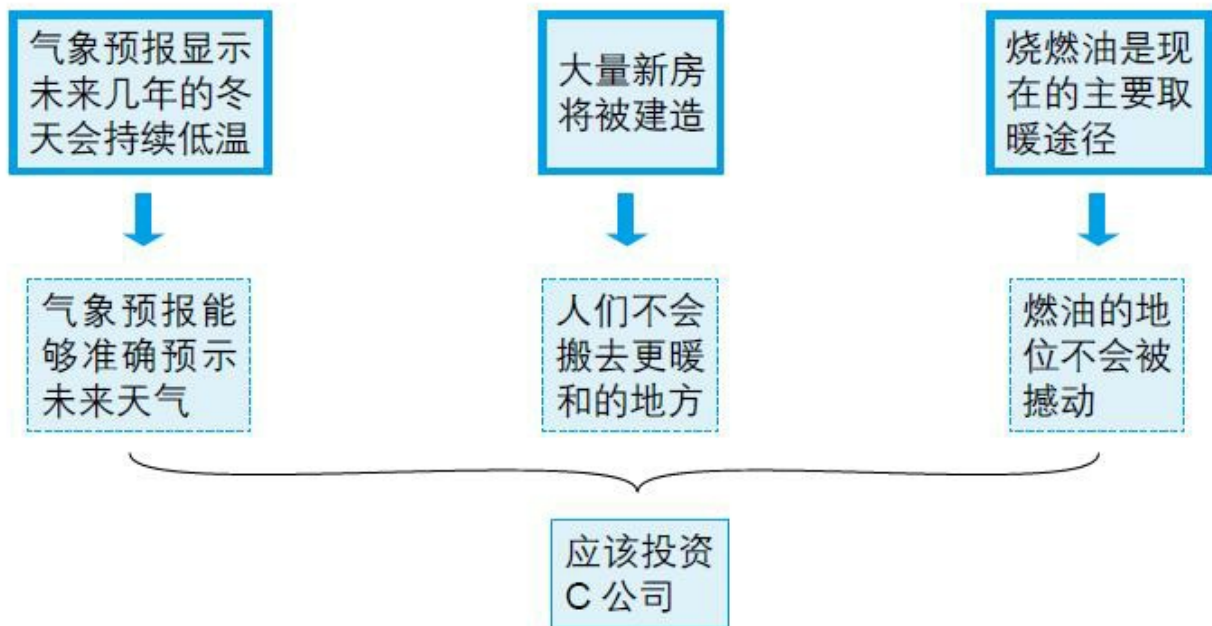 气象预报显示
未来几年的冬
天会持续低温
大量新房
将被建造
烧燃油是现
在的主要取
暖途径
气象预报能
够准确预示
未来天气
人们不会
搬去更暖
和的地方
燃油的地
位不会被
撼动
应该投资
C 公司